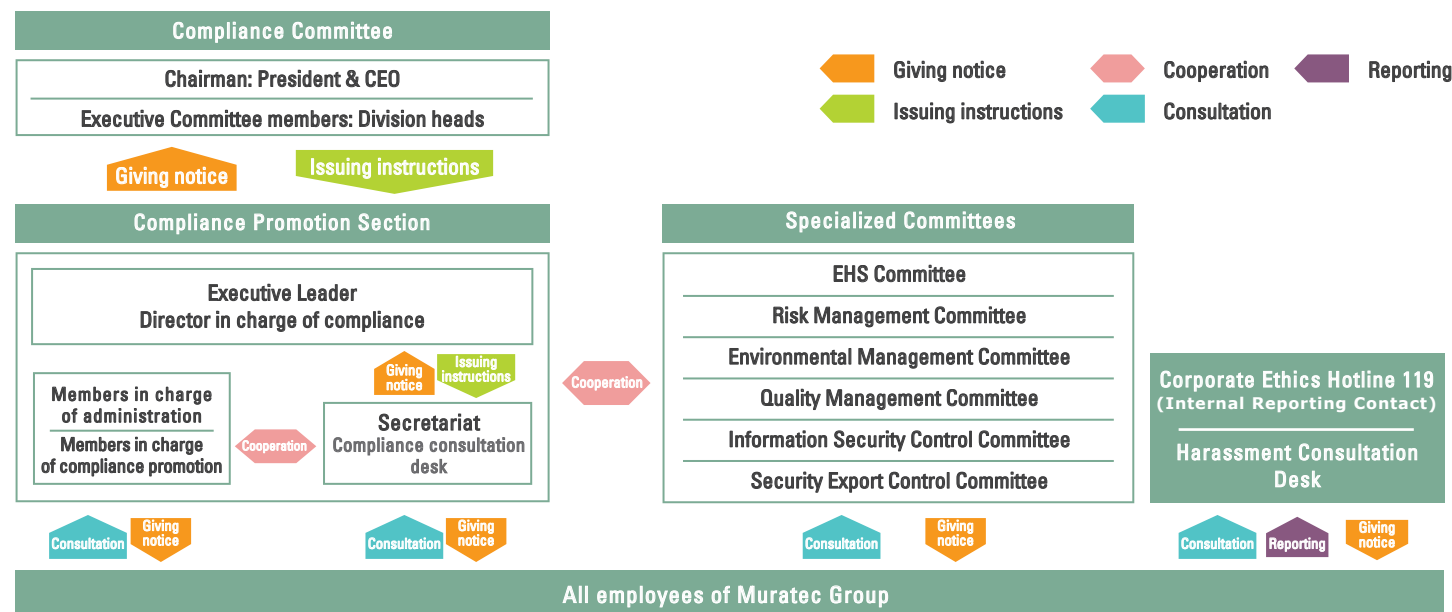 Compliance Committee
Chairman: President & CEO
Executive Committee members: Division heads
Giving notice
Issuing instructions
Giving notice
Cooperation
Reporting
Issuing instructions
Consultation
Compliance Promotion Section
Executive Leader
Director in charge of compliance
Giving
notice
Issuing
instructions
Members in charge
of administration
Members in charge
of compliance promotion
Cooperation
Secretariat
Compliance consultation
desk
Cooperation
Specialized Committees
EHS Committee
Risk Management Committee
Environmental Management Committee
Quality Management Committee
Information Security Control Committee
Security Export Control Committee
Corporate Ethics Hotline 119
(Internal Reporting Contact)
Harassment Consultation
Desk
Consultation
Giving
notice
Consultation
Giving
notice
Consultation
Giving
notice
Consultation
Reporting
Giving
notice
All employees of Muratec Group